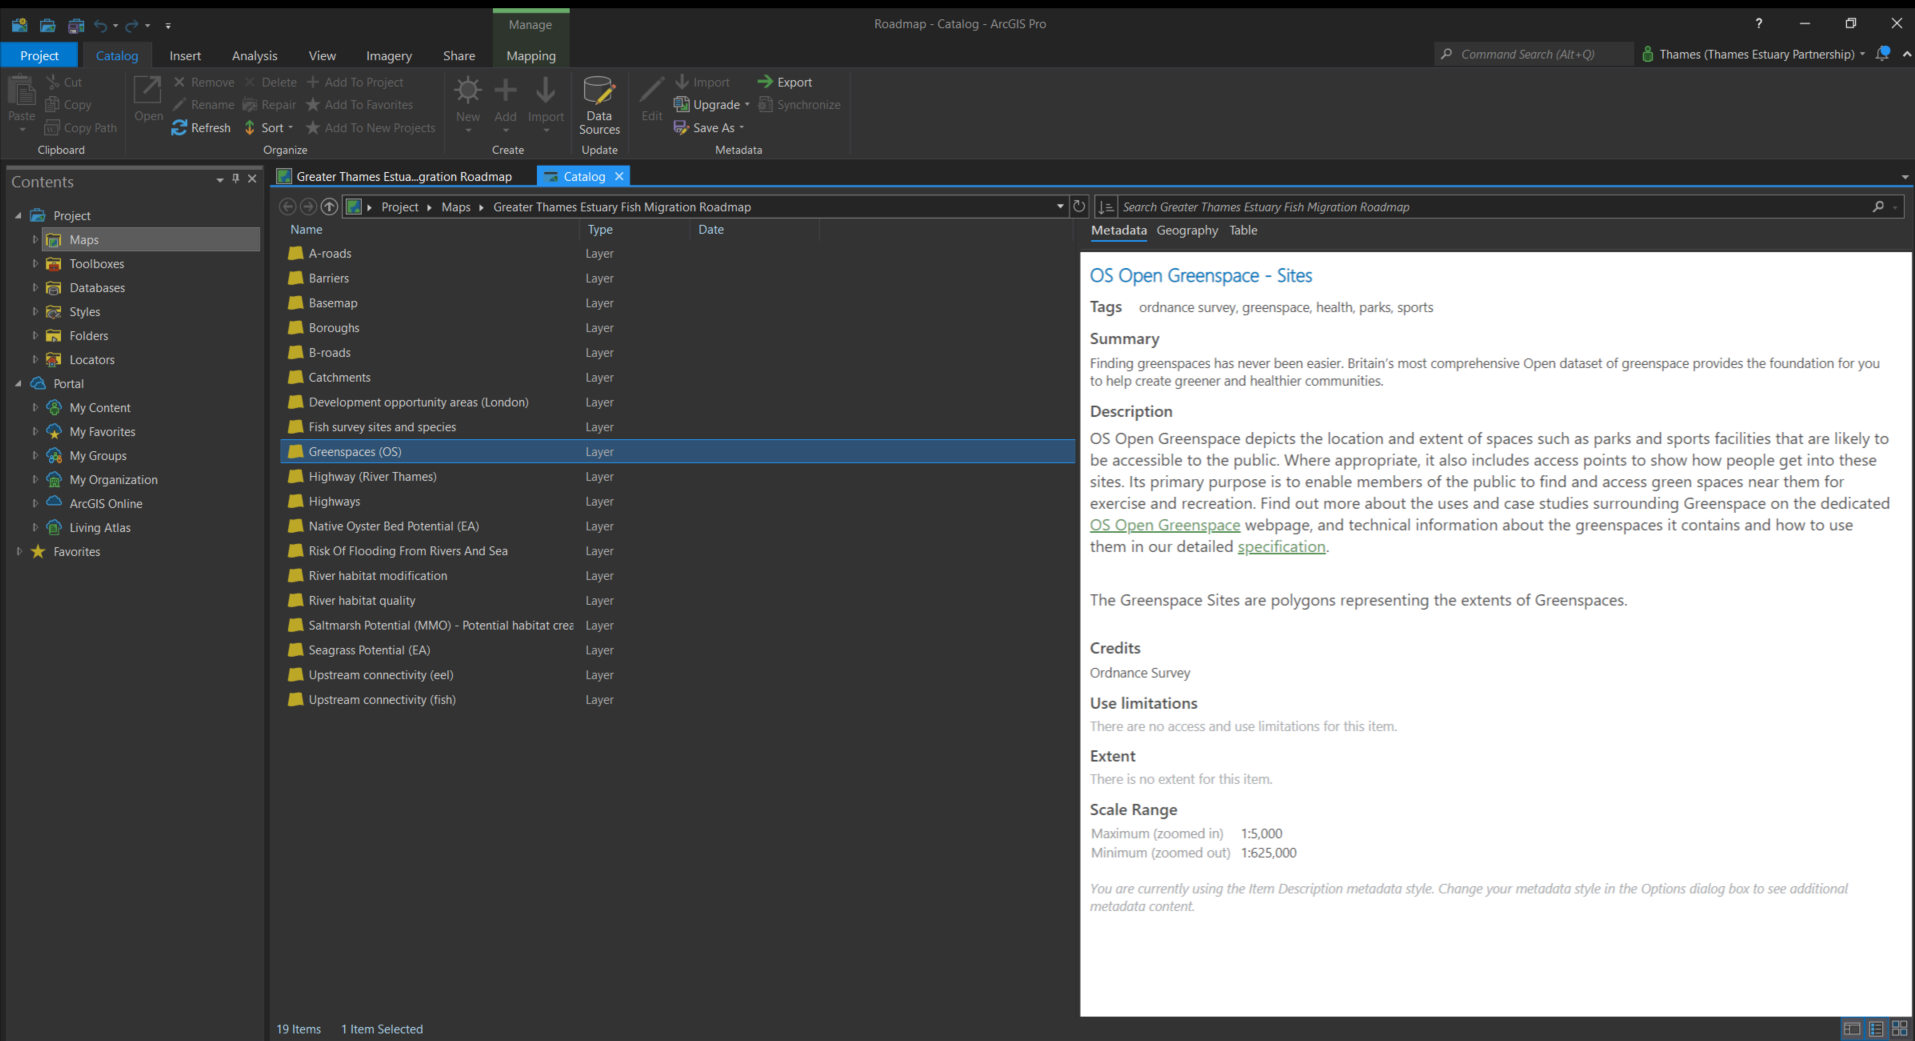 Manage
Roadmap - Catalog - ArcGIS Pro
?
Project Catalog Insert Analysis View Imagery Share Mapping
Command Search (Alt+Q)
Thames (Thames Estuary Partnership)
Paste
Cut
Copy
Copy Path
Clipboard
Open
Remove Delete Add To Project
Rename Repair Add To Favorites
Refresh Sort Add To New Projects
Organize
New Add Import
Create
Data Sources
Update
Edit
Import Export
Upgrade Synchronize
Save As
Metadata
Contents
Project
Maps
Toolboxes
Databases
Styles
Folders
Locators
Portal
My Content
My Favorites
My Groups
My Organization
ArcGIS Online
Living Atlas
Favorites
Greater Thames Estua...gration Roadmap
Catalog
Project Maps Greater Thames Estuary Fish Migration Roadmap
Search Greater Thames Estuary Fish Migration Roadmap
Name Type Date
A-roads Layer
Barriers Layer
Basemap Layer
Boroughs Layer
B-roads Layer
Catchments Layer
Development opportunity areas (London) Layer
Fish survey sites and species Layer
Greenspaces (OS) Layer
Highway (River Thames) Layer
Highways Layer
Native Oyster Bed Potential (EA) Layer
Risk Of Flooding From Rivers And Sea Layer
River habitat modification Layer
River habitat quality Layer
Saltmarsh Potential (MMO) - Potential habitat crea Layer
Seagrass Potential (EA) Layer
Upstream connectivity (eel) Layer
Upstream connectivity (fish) Layer
19 Items 1 Item Selected
Metadata Geography Table
OS Open Greenspace - Sites
Tags ordnance survey, greenspace, health, parks, sports
Summary
Finding greenspaces has never been easier. Britain's most comprehensive Open dataset of greenspace provides the foundation for you
to help create greener and healthier communities.
Description
OS Open Greenspace depicts the location and extent of spaces such as parks and sports facilities that are likely to
be accessible to the public. Where appropriate, it also includes access points to show how people get into these
sites. Its primary purpose is to enable members of the public to find and access green spaces near them for
exercise and recreation. Find out more about the uses and case studies surrounding Greenspace on the dedicated
OS Open Greenspace webpage, and technical information about the greenspaces it contains and how to use
them in our detailed specification.
The Greenspace Sites are polygons representing the extents of Greenspaces.
Credits
Ordnance Survey
Use limitations
There are no access and use limitations for this item.
Extent
There is no extent for this item.
Scale Range
Maximum (zoomed in) 1:5,000
Minimum (zoomed out) 1:625,000
You are currently using the Item Description metadata style. Change your metadata style in the Options dialog box to see additional
metadata content.